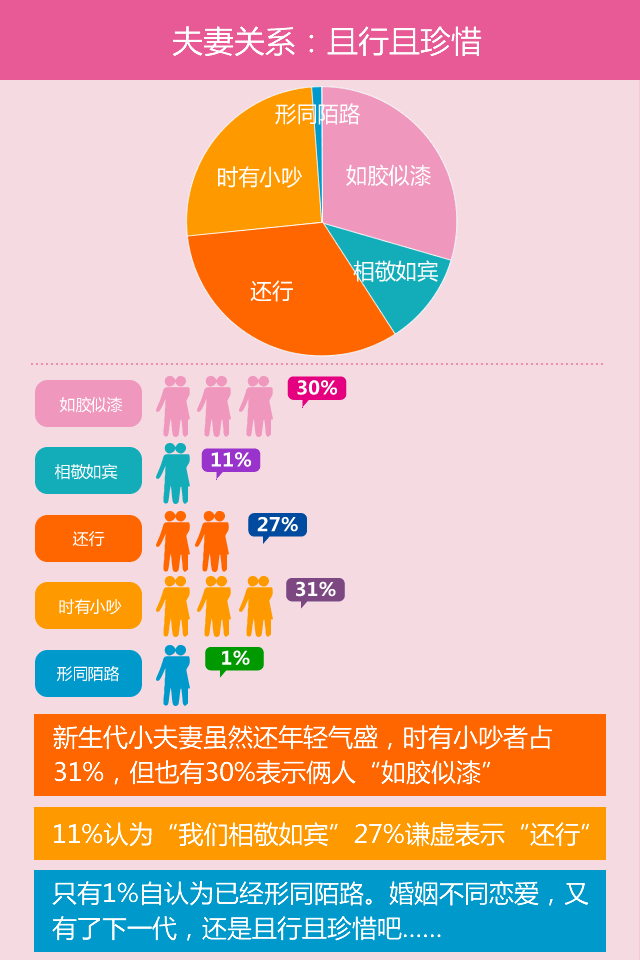 夫妻关系：且行且珍惜
形同陌路
如胶似漆
时有小吵
相敬如宾
还行
如胶似漆
30%
相敬如宾
11%
还行
27%
时有小吵
31%
形同陌路
1%
新生代小夫妻虽然还年轻气盛，时有小吵者占
31%，但也有30%表示俩人“如胶似漆”
11%认为“我们相敬如宾”27%谦虚表示“还行“
只有1%自认为已经形同陌路。婚姻不同恋爱，又
有了下一代，还是且行且珍惜吧……